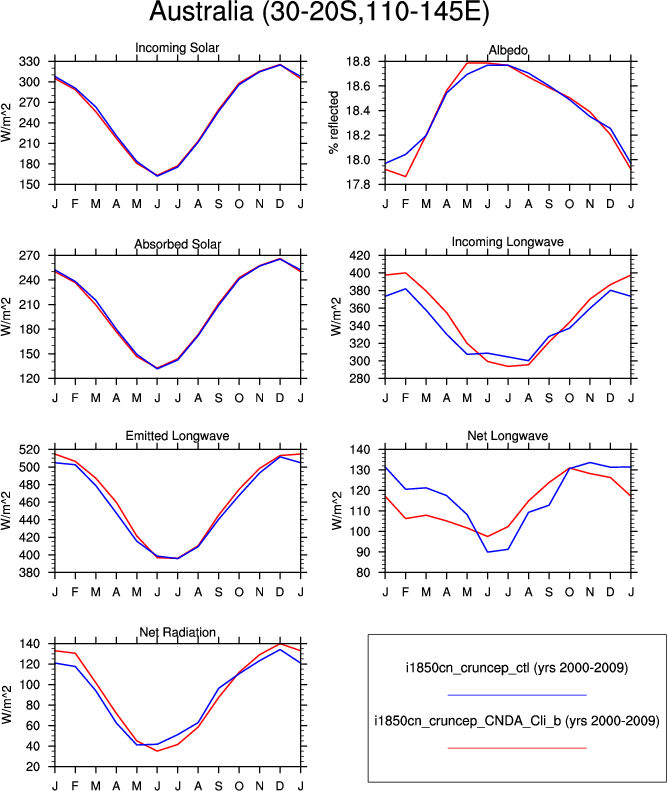 Australia (30-20S,110-145E)
Incoming Solar
W/m^2
330
300
270
240
210
180
150
J F M A M J J A S O N D J
Albedo
% reflected
18.8
18.6
18.4
18.2
18.0
17.8
J F M A M J J A S O N D J
Absorbed Solar
W/m^2
270
240
210
180
150
120
J F M A M J J A S O N D J
Incoming Longwave
W/m^2
420
400
380
360
340
320
300
280
J F M A M J J A S O N D J
Emitted Longwave
W/m^2
520
500
480
460
440
420
400
380
J F M A M J J A S O N D J
Net Longwave
W/m^2
140
130
120
110
100
90
80
J F M A M J J A S O N D J
Net Radiation
W/m^2
140
120
100
80
60
40
20
J F M A M J J A S O N D J
i1850cn_cruncep_ctl (yrs 2000-2009)
i1850cn_cruncep_CNDA_Cli_b (yrs 2000-2009)